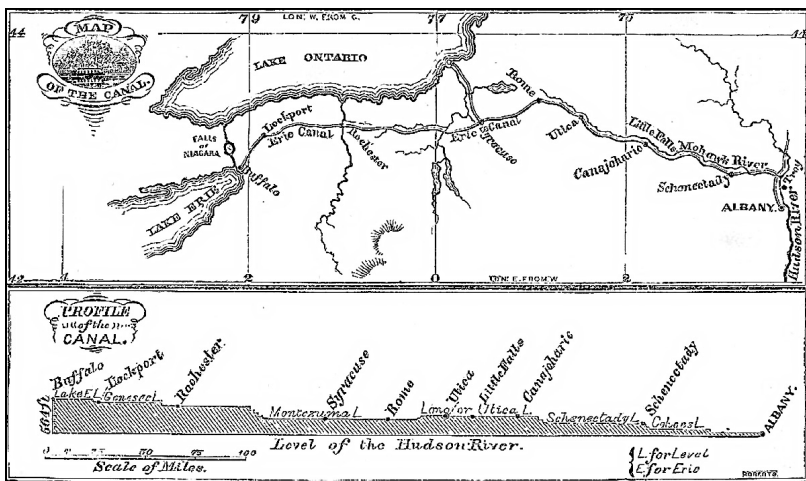 79 LON: W. FROM G. 77 75
44 44
MAP
OF THE CANAL.
LAKE ONTARIO
Rome
Lockport
Erie Canal
Rochester
Erie Canal
Syracuse
Utica
Little Falls
Mohawk River
Canajoharie
Schenectady
Troy
ALBANY.
Hudson River
FALLS
of
NIAGARA
Buffalo
LAKE ERIE
42 2 0 LON: E. FROM W. 2
PROFILE
of the
CANAL.
Buffalo
Lockport
Rochester
Syracuse
Rome
Utica
Little Falls
Canajoharie
Schenectady
ALBANY.
Lake E.L.
Montezuma L.
Long or Utica L.
Schenectady L.
Level of the Hudson River.
0 50 75 100
Scale of Miles.
L. for Level
E. for Erie
ROBERTS.